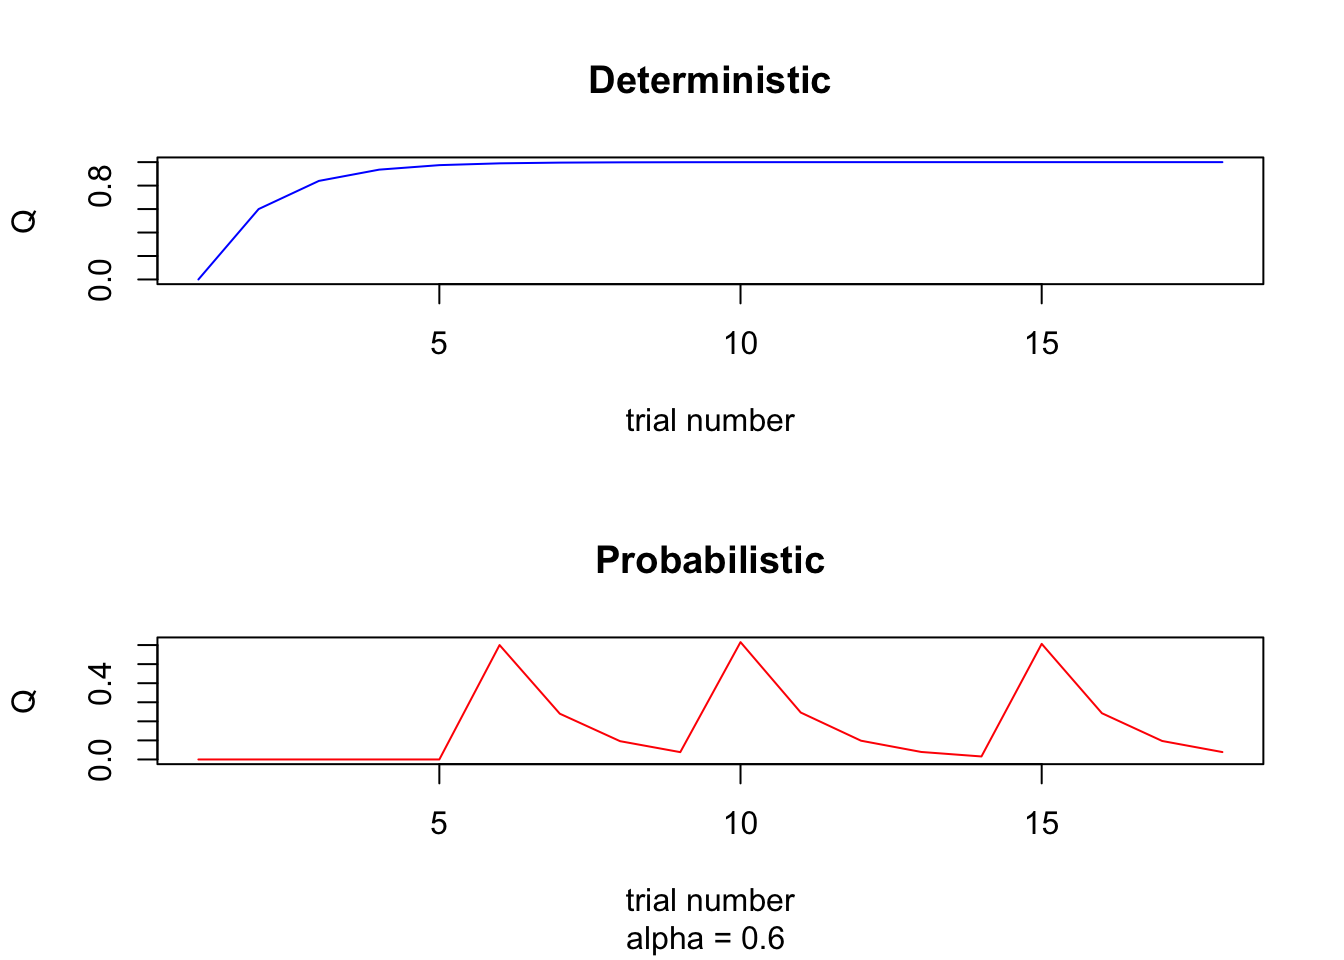 Deterministic
Q
0.8
0.0
5 10 15
trial number
Probabilistic
Q
0.4
0.0
5 10 15
trial number
alpha = 0.6